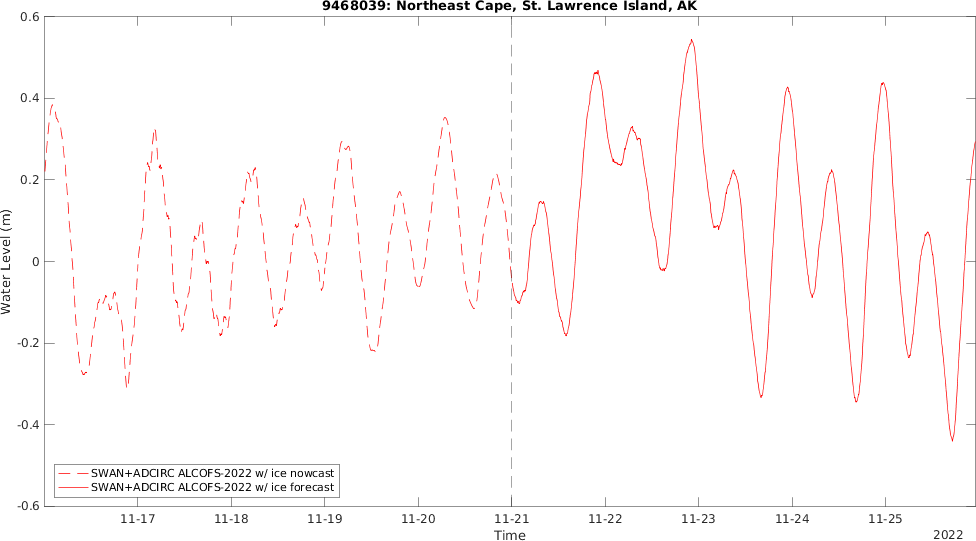 9468039: Northeast Cape, St. Lawrence Island, AK
0.6
0.4
0.2
0
-0.2
-0.4
-0.6
Water Level (m)
SWAN+ADCIRC ALCOFS-2022 w/ ice nowcast
SWAN+ADCIRC ALCOFS-2022 w/ ice forecast
11-17 11-18 11-19 11-20 11-21 11-22 11-23 11-24 11-25
Time
2022